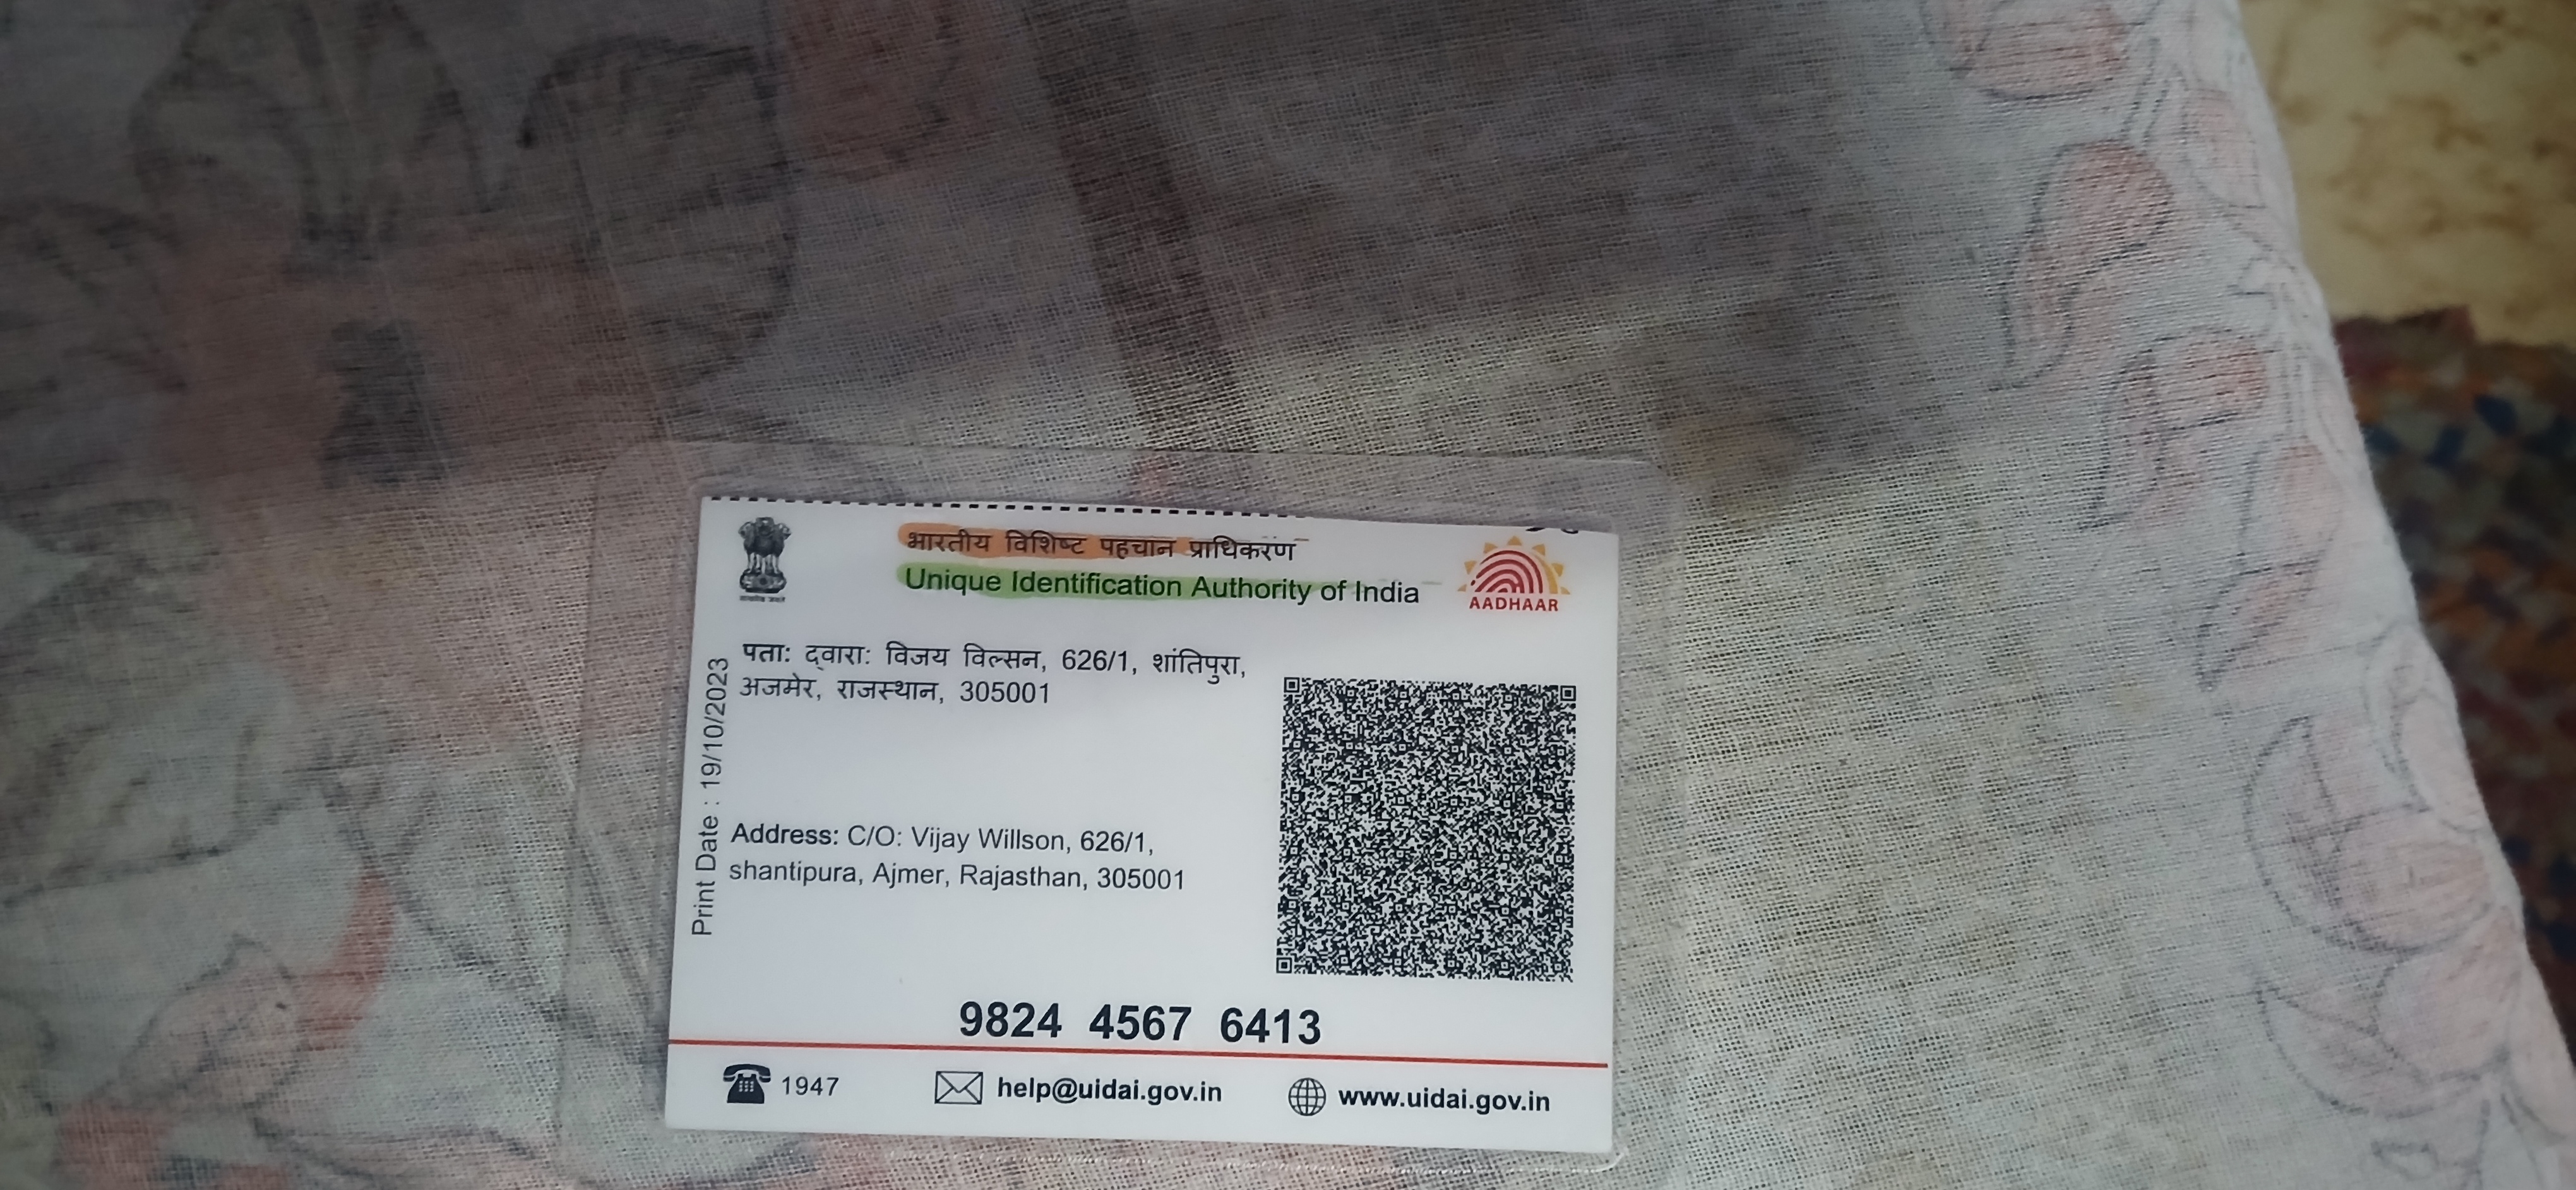 भारतीय विशिष्ट पहचान प्राधिकरण
Unique Identification Authority of India
AADHAAR
पता: द्वारा: विजय विल्सन, 626/1, शांतिपुरा,
अजमेर, राजस्थान, 305001
Print Date : 19/10/2023
Address: C/O: Vijay Willson, 626/1,
shantipura, Ajmer, Rajasthan, 305001
9824 4567 6413
1947
help@uidai.gov.in
www.uidai.gov.in